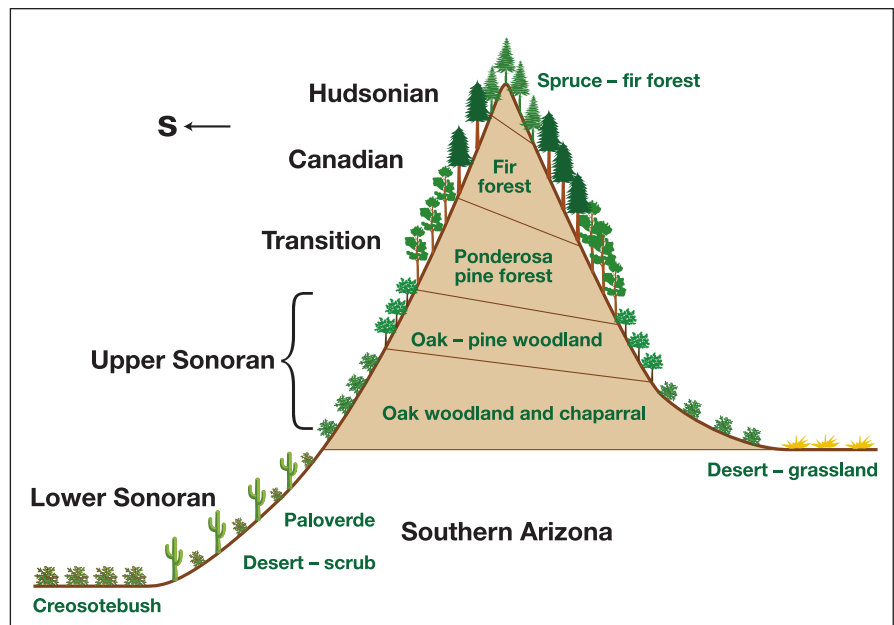 Hudsonian
Spruce – fir forest
S
Canadian
Fir
forest
Transition
Ponderosa
pine forest
Upper Sonoran
Oak – pine woodland
Oak woodland and chaparral
Desert – grassland
Lower Sonoran
Paloverde
Southern Arizona
Desert – scrub
Creosotebush